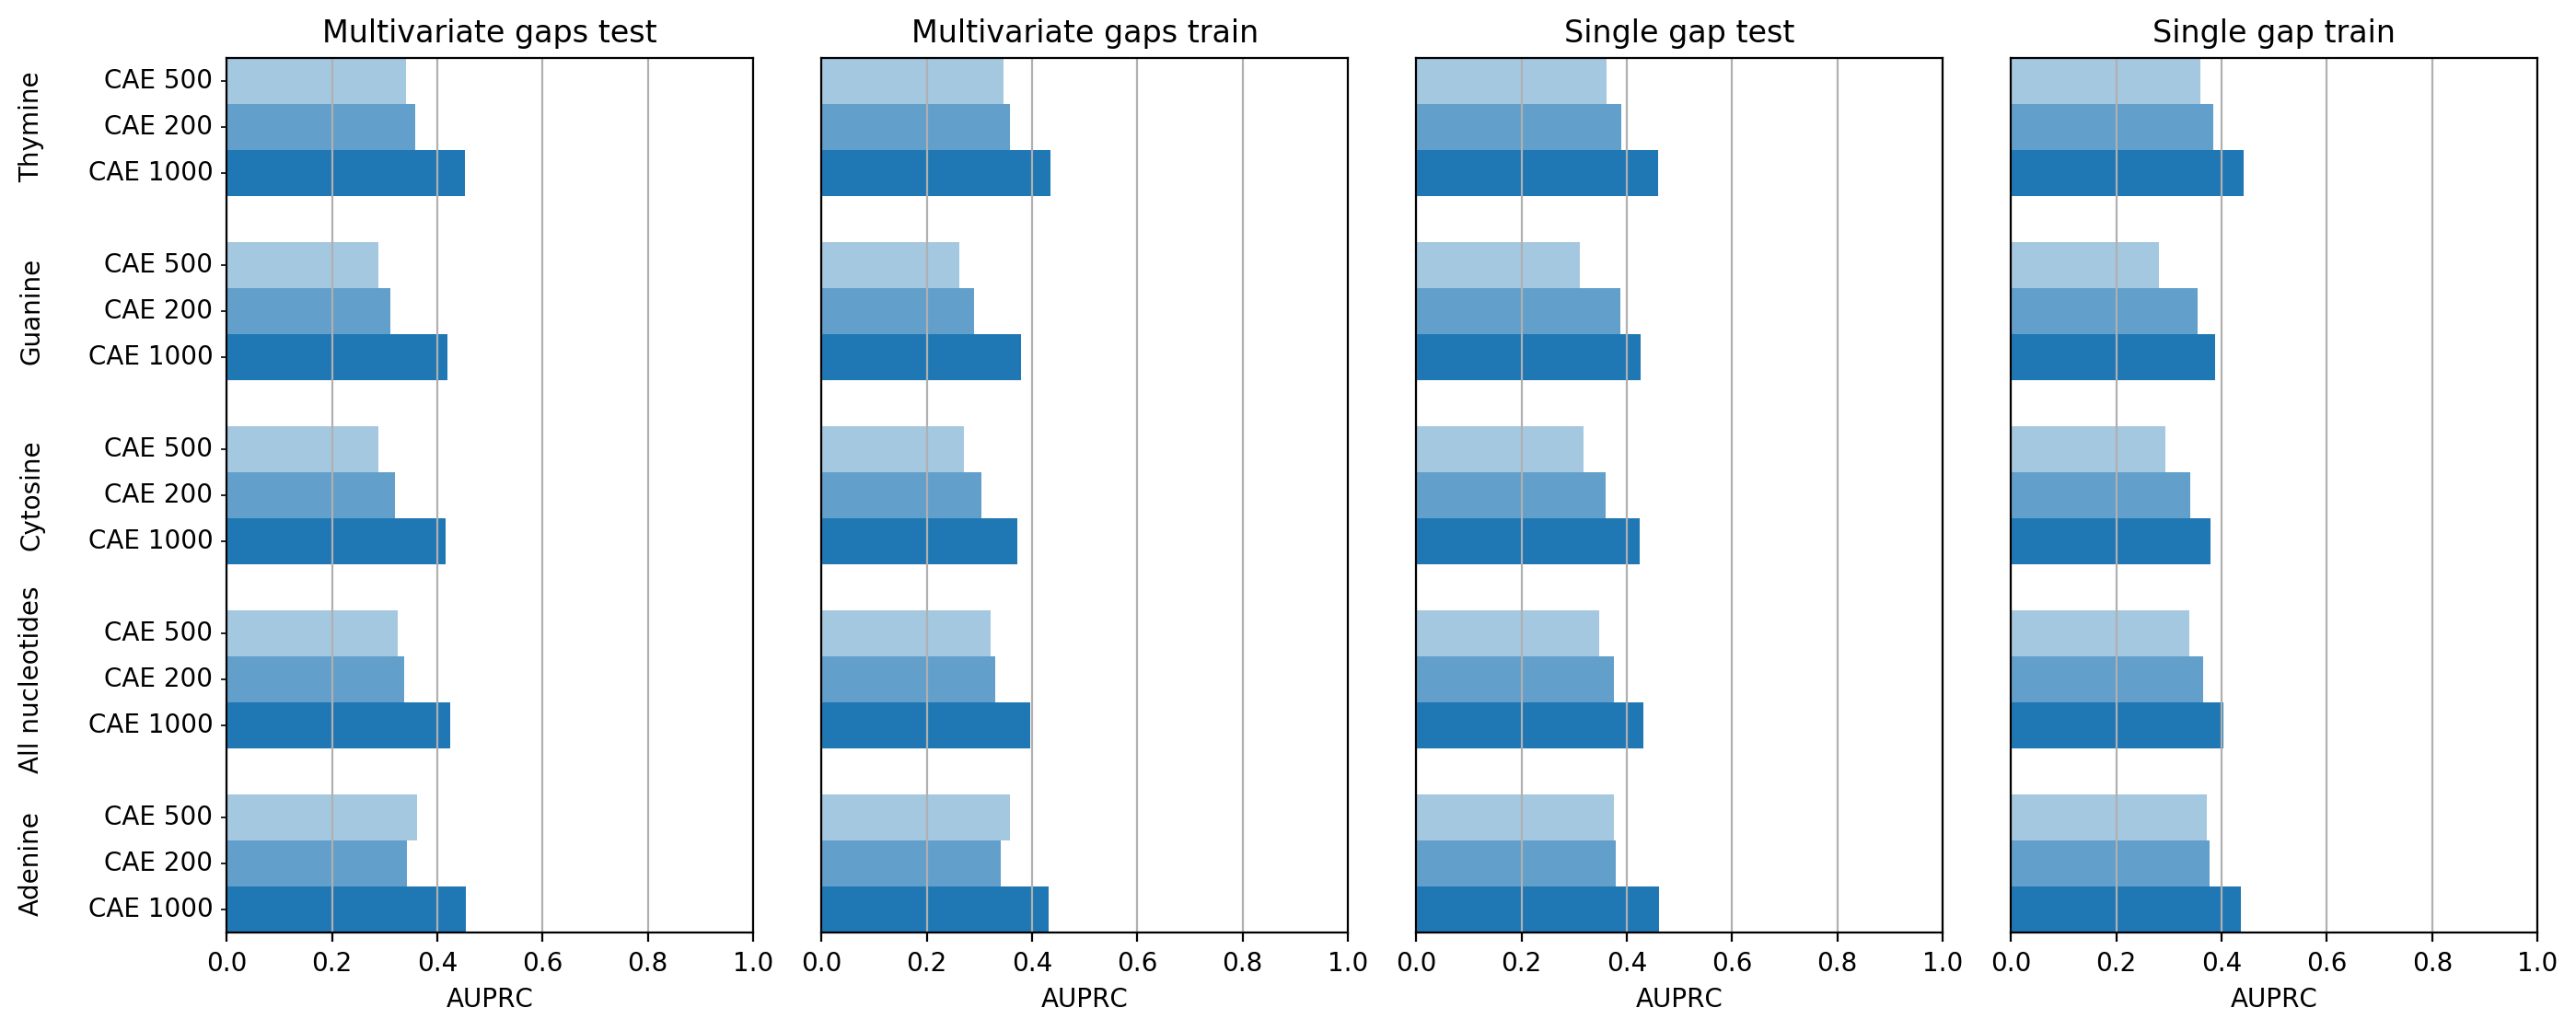 Multivariate gaps test
Multivariate gaps train
Single gap test
Single gap train
Thymine
CAE 500
CAE 200
CAE 1000
Guanine
CAE 500
CAE 200
CAE 1000
Cytosine
CAE 500
CAE 200
CAE 1000
All nucleotides
CAE 500
CAE 200
CAE 1000
Adenine
CAE 500
CAE 200
CAE 1000
0.0 0.2 0.4 0.6 0.8 1.0
AUPRC
0.0 0.2 0.4 0.6 0.8 1.0
AUPRC
0.0 0.2 0.4 0.6 0.8 1.0
AUPRC
0.0 0.2 0.4 0.6 0.8 1.0
AUPRC